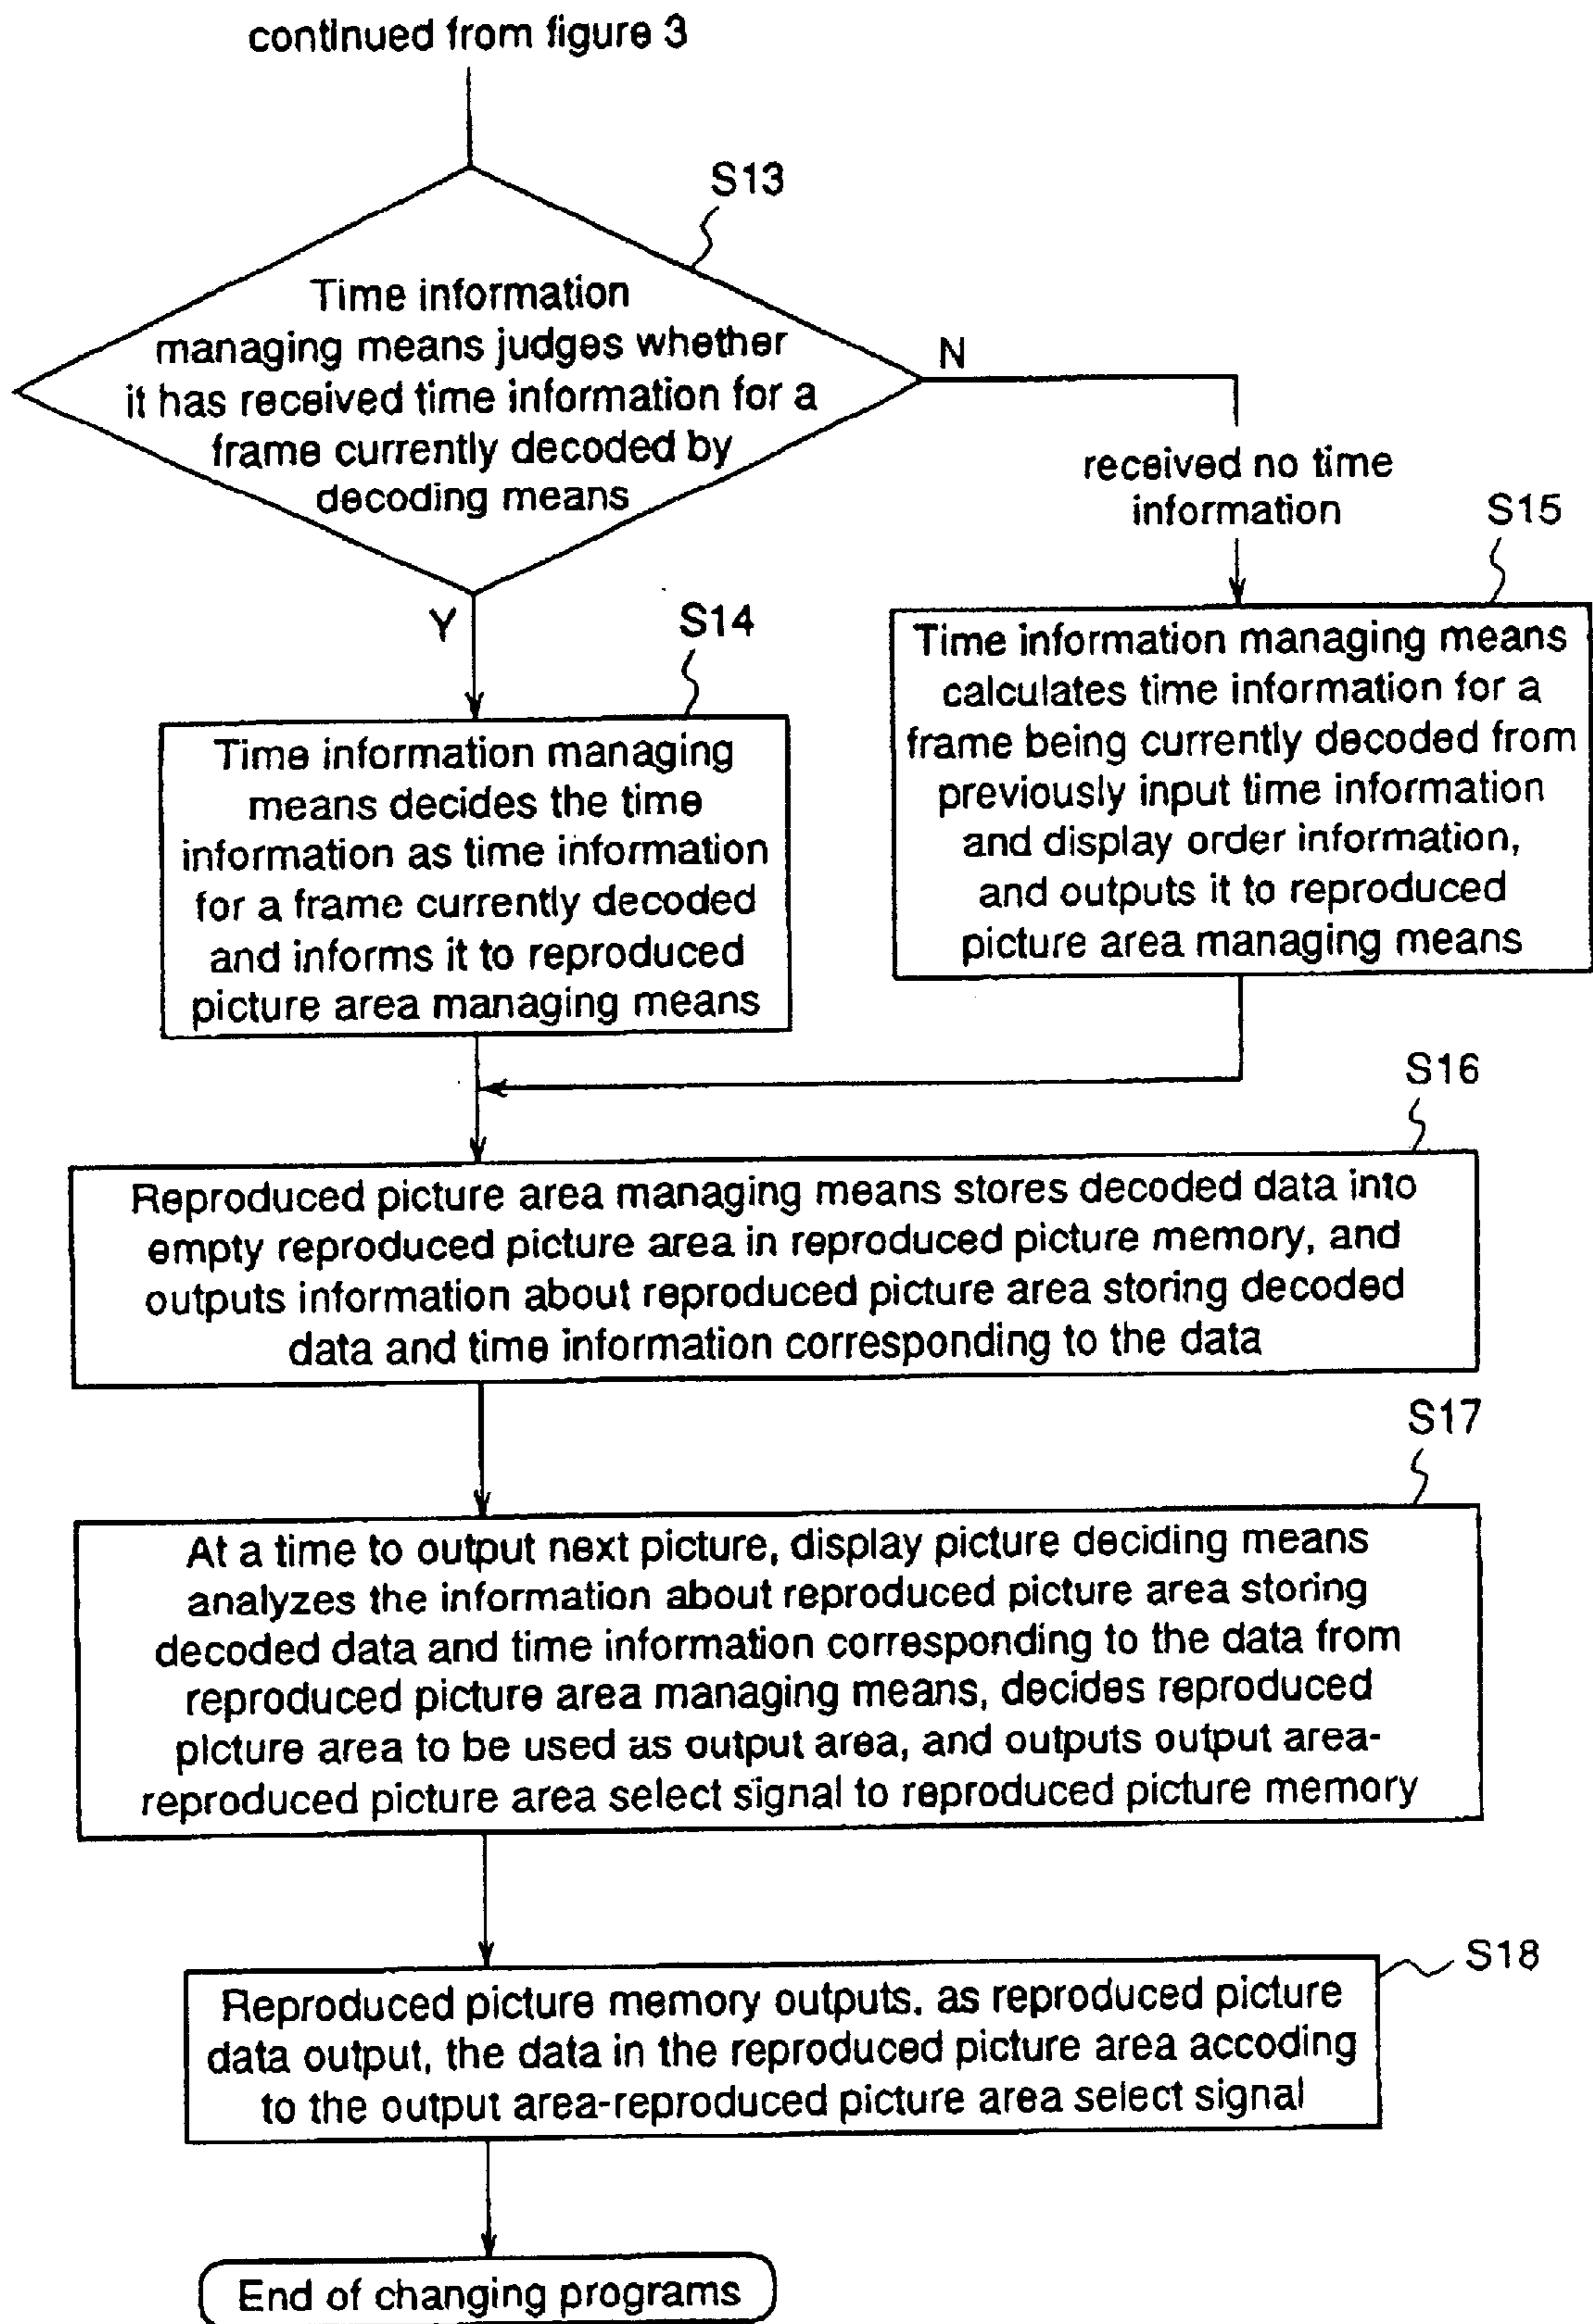 continued from figure 3
S13
Time information
managing means judges whether
it has received time information for a
frame currently decoded by
decoding means
N
received no time
information
Y
S14
Time information managing
means decides the time
information as time information
for a frame currently decoded
and informs it to reproduced
picture area managing means
S15
Time information managing means
calculates time information for a
frame being currently decoded from
previously input time information
and display order information,
and outputs it to reproduced
picture area managing means
S16
Reproduced picture area managing means stores decoded data into
empty reproduced picture area in reproduced picture memory, and
outputs information about reproduced picture area storing decoded
data and time information corresponding to the data
S17
At a time to output next picture, display picture deciding means
analyzes the information about reproduced picture area storing
decoded data and time information corresponding to the data from
reproduced picture area managing means, decides reproduced
picture area to be used as output area, and outputs output area-
reproduced picture area select signal to reproduced picture memory
S18
Reproduced picture memory outputs, as reproduced picture
data output, the data in the reproduced picture area accoding
to the output area-reproduced picture area select signal
End of changing programs